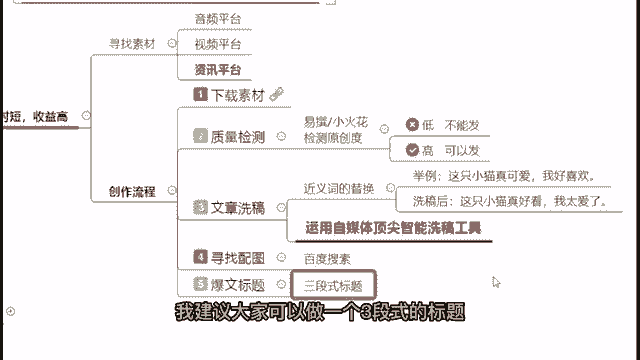 音频平台
寻找素材
视频平台
资讯平台
时短，收益高
1 下载素材
2 质量检测
易撰/小火花
检测原创度
低 不能发
高 可以发
创作流程
3 文章洗稿
近义词的替换
举例：这只小猫真可爱，我好喜欢。
洗稿后：这只小猫真好看，我太爱了。
运用自媒体顶尖智能洗稿工具
4 寻找配图
百度搜索
5 爆文标题
三段式标题
我建议大家可以做一个3段式的标题